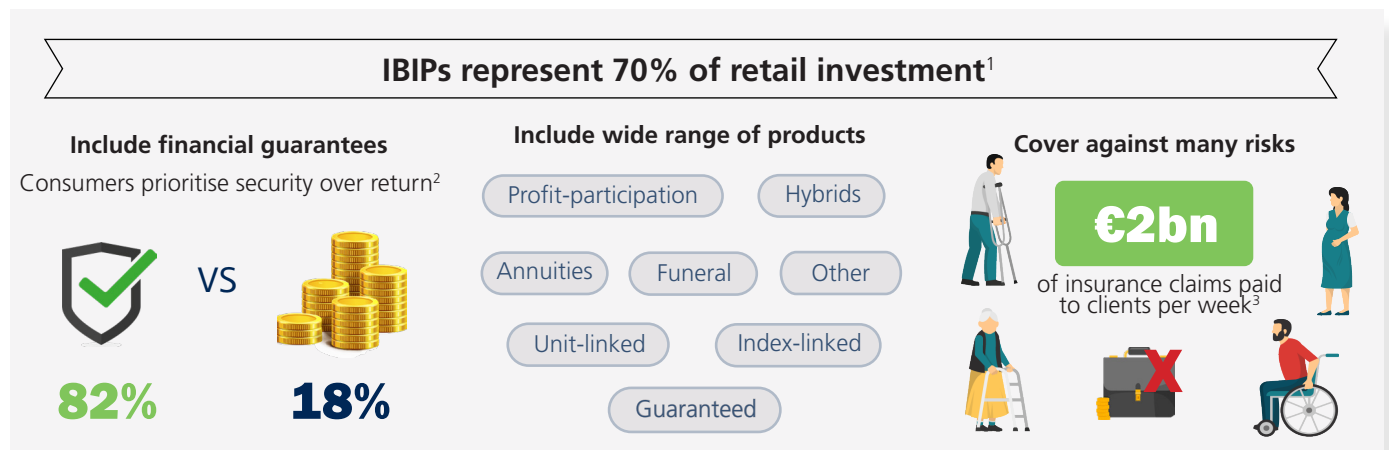 IBIPs represent 70% of retail investment1
Include financial guarantees
Consumers prioritise security over return2
VS
82%
18%
Include wide range of products
Profit-participation
Hybrids
Annuities
Funeral
Other
Unit-linked
Index-linked
Guaranteed
Cover against many risks
€2bn
of insurance claims paid
to clients per week3
X